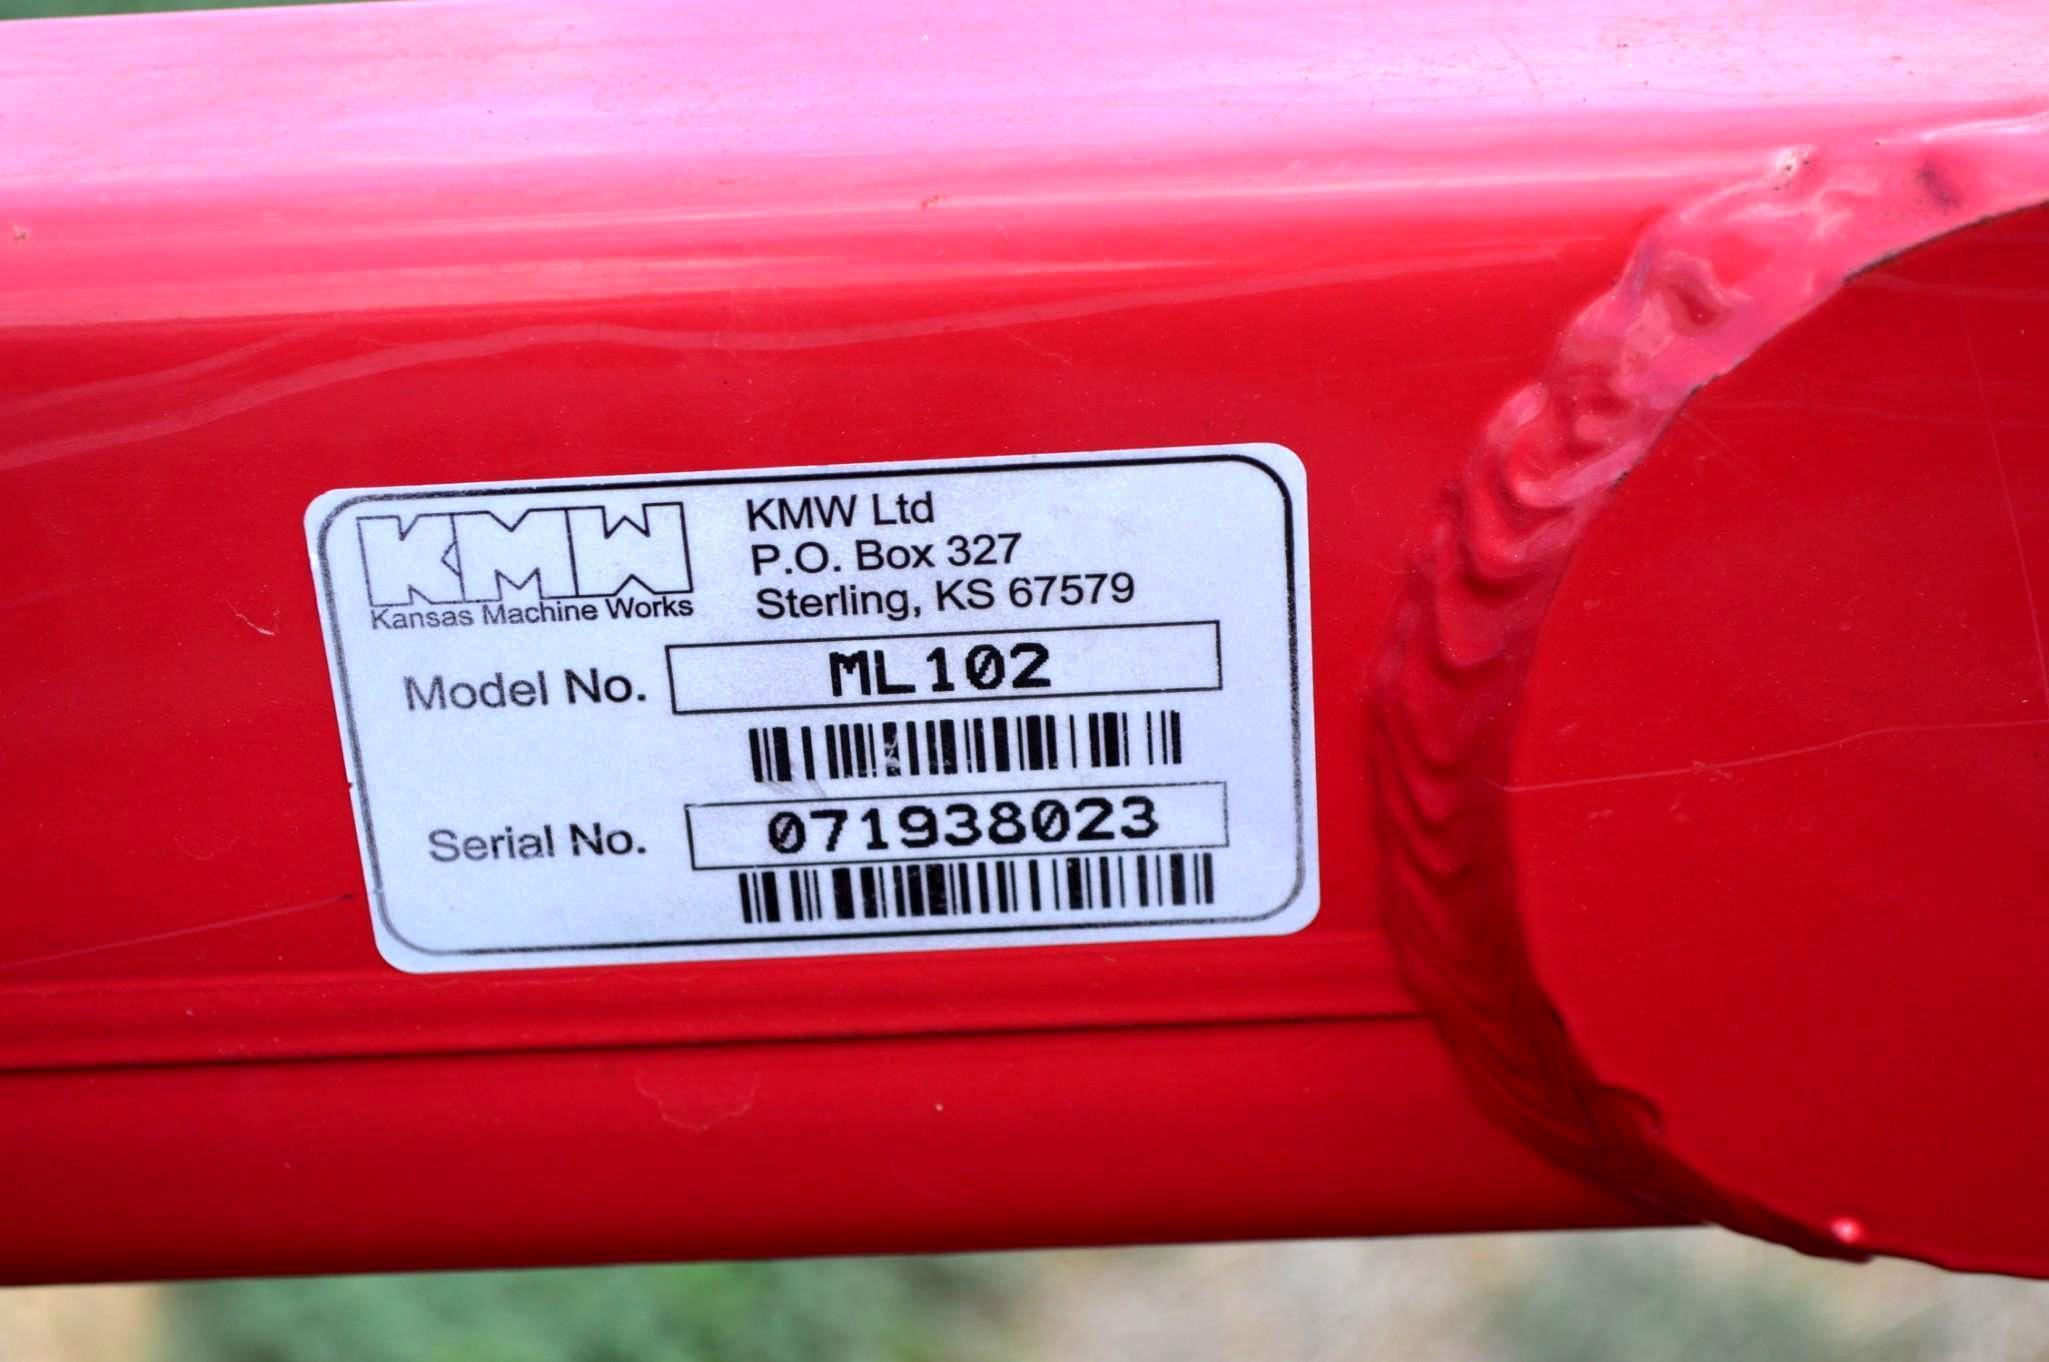 KMW
Kansas Machine Works
KMW Ltd
P.O. Box 327
Sterling, KS 67579
Model No. ML102
Serial No. 071938023